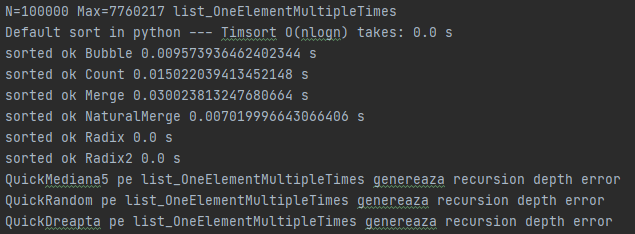 N=100000 Max=7760217 list_OneElementMultipleTimes
Default sort in python --- Timsort O(nlogn) takes: 0.0 s
sorted ok Bubble 0.009573936462402344 s
sorted ok Count 0.015022039413452148 s
sorted ok Merge 0.030023813247680664 s
sorted ok NaturalMerge 0.007019996643066406 s
sorted ok Radix 0.0 s
sorted ok Radix2 0.0 s
QuickMediana5 pe list_OneElementMultipleTimes genereaza recursion depth error
QuickRandom pe list_OneElementMultipleTimes genereaza recursion depth error
QuickDreapta pe list_OneElementMultipleTimes genereaza recursion depth error